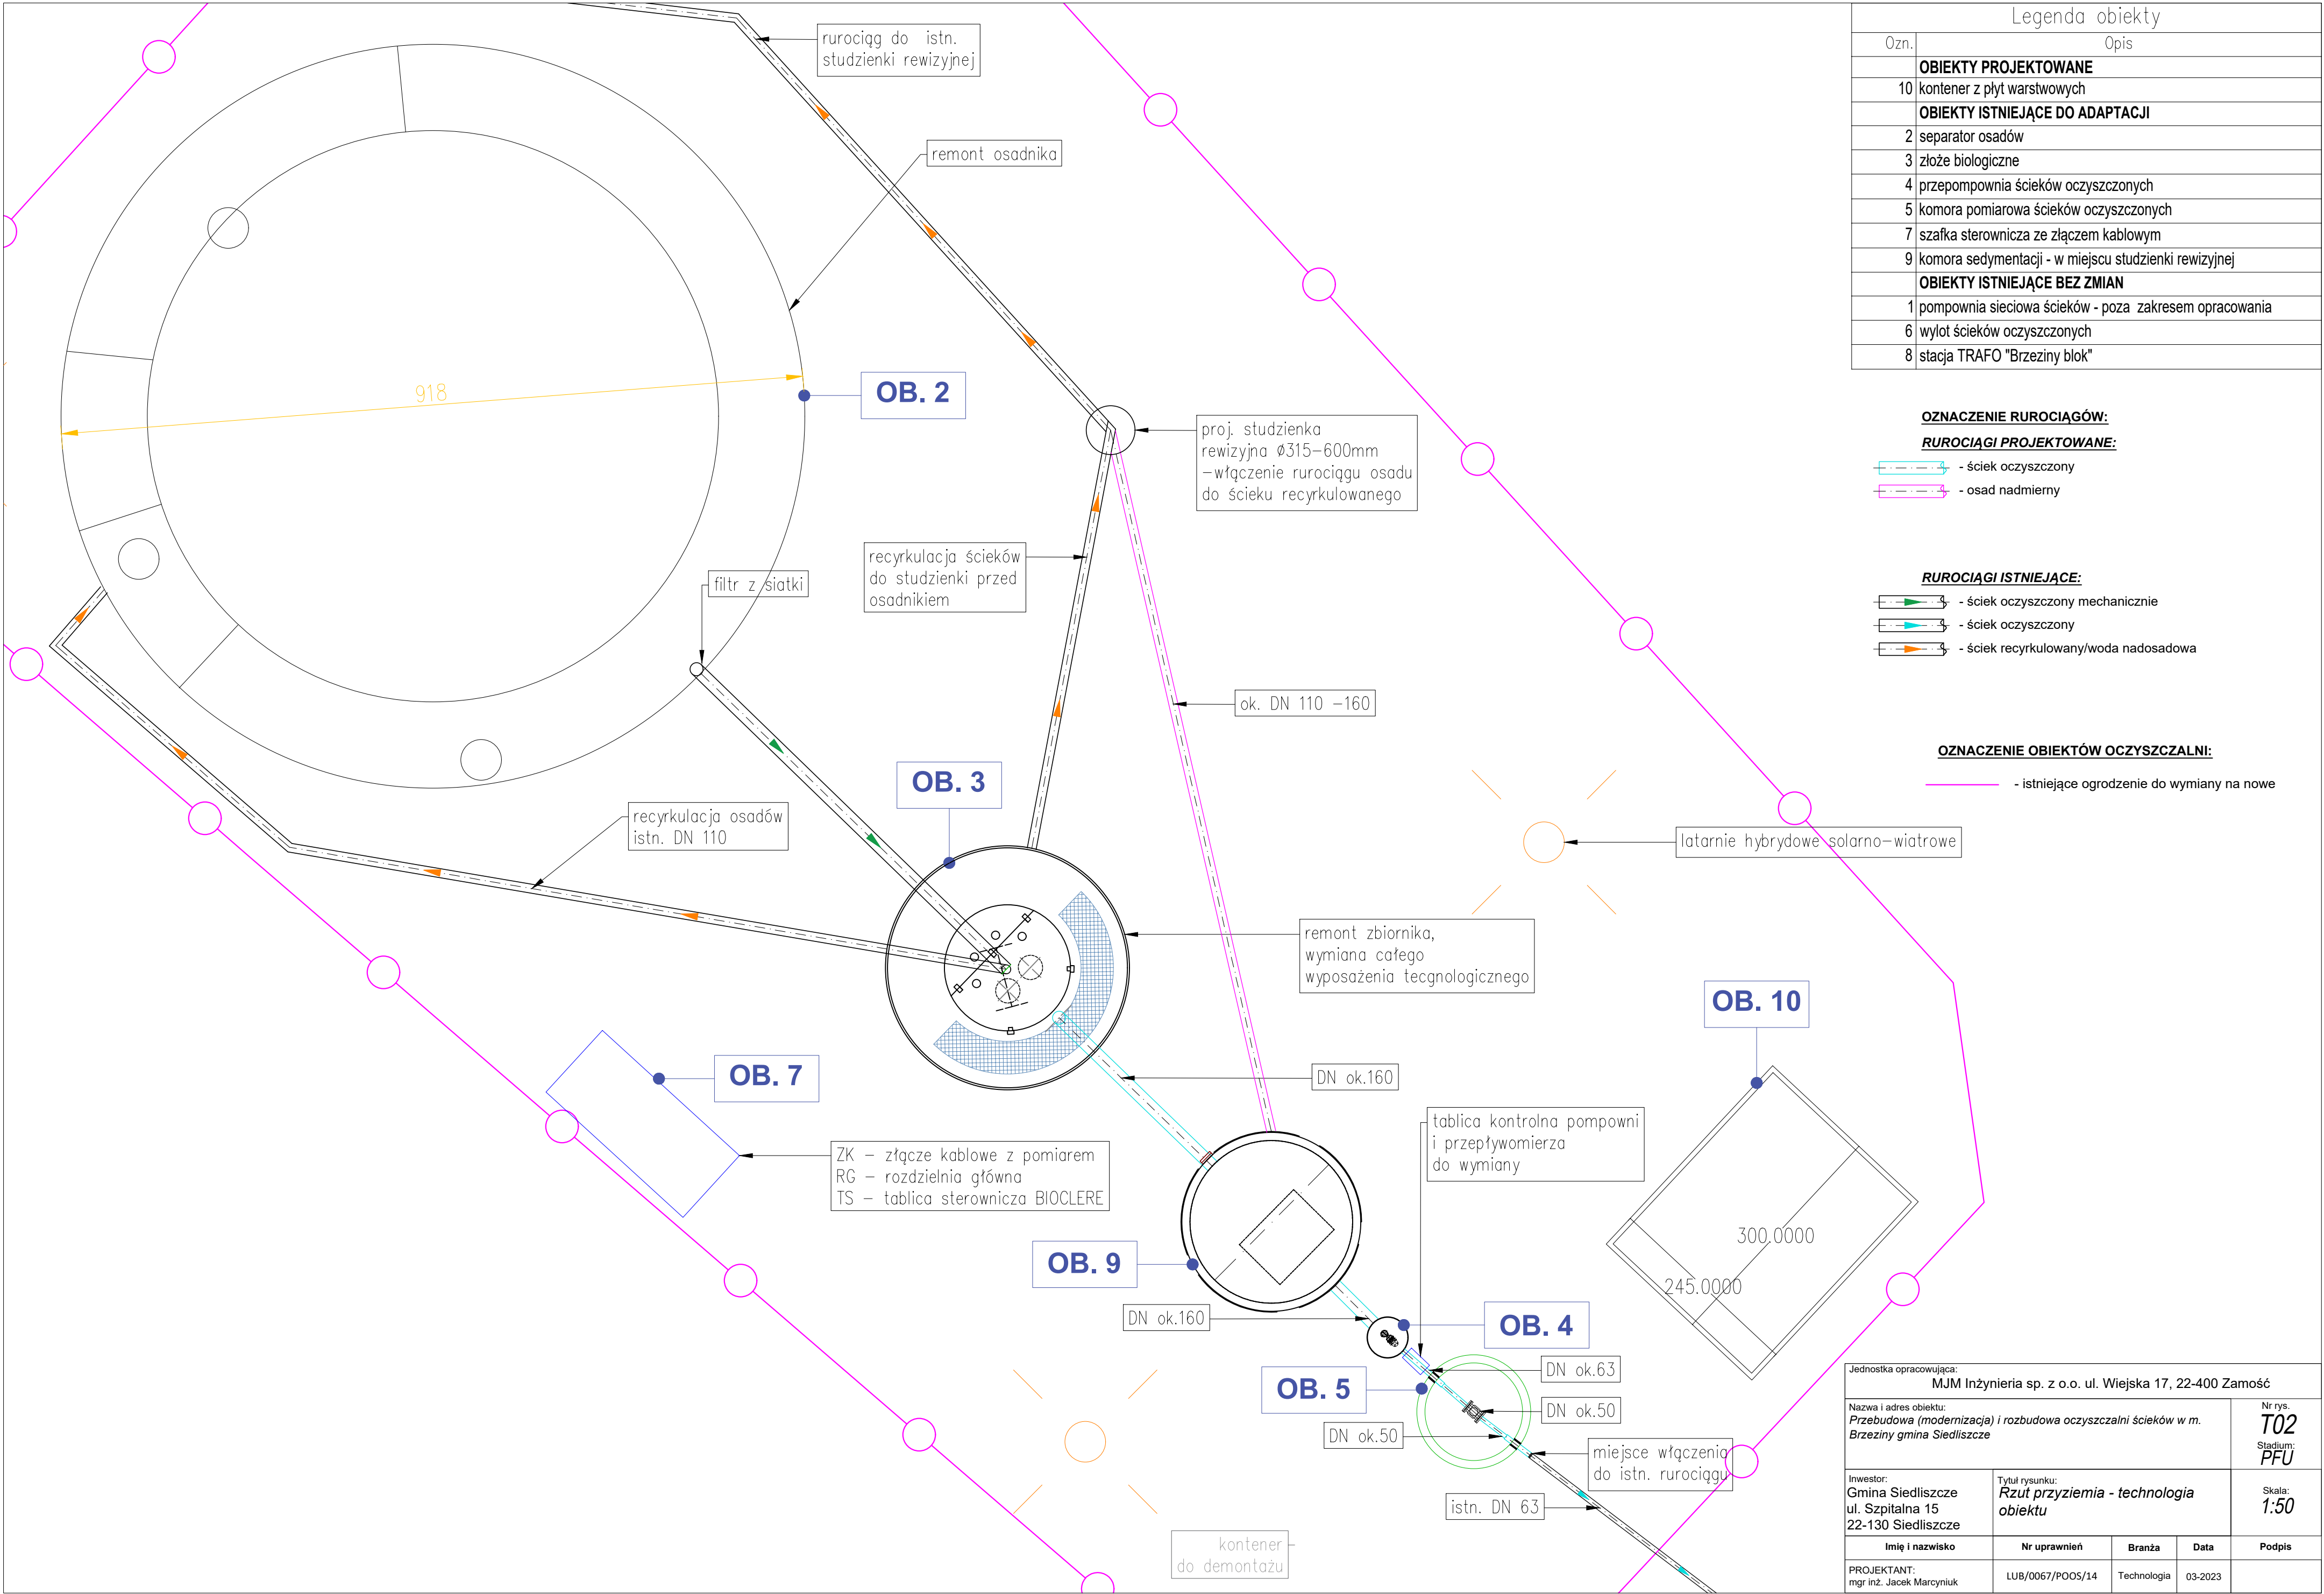 rurociąg do istn.
studzienki rewizyjnej
remont osadnika
918
OB. 2
proj. studzienka
rewizyjna Ø315-600mm
-włączenie rurociągu osadu
do ścieku recyrkulowanego
recyrkulacja ścieków
do studzienki przed
osadnikiem
filtr z siatki
ok. DN 110 -160
OB. 3
recyrkulacja osadów
istn. DN 110
latarnie hybrydowe solarno-wiatrowe
remont zbiornika,
wymiana całego
wyposażenia tecgnologicznego
OB. 10
OB. 7
DN ok.160
tablica kontrolna pompowni
i przepływomierza
do wymiany
ZK - złącze kablowe z pomiarem
RG - rozdzielnia główna
TS - tablica sterownicza BIOCLERE
300.0000
245.0000
OB. 9
DN ok.160
OB. 4
DN ok.63
OB. 5
DN ok.50
DN ok.50
miejsce włączenia
do istn. rurociągu
istn. DN 63
kontener
do demontażu
Legenda obiekty
Ozn. Opis
OBIEKTY PROJEKTOWANE
10 kontener z płyt warstwowych
OBIEKTY ISTNIEJĄCE DO ADAPTACJI
2 separator osadów
3 złoże biologiczne
4 przepompownia ścieków oczyszczonych
5 komora pomiarowa ścieków oczyszczonych
7 szafka sterownicza ze złączem kablowym
9 komora sedymentacji - w miejscu studzienki rewizyjnej
OBIEKTY ISTNIEJĄCE BEZ ZMIAN
1 pompownia sieciowa ścieków - poza zakresem opracowania
6 wylot ścieków oczyszczonych
8 stacja TRAFO "Brzeziny blok"
OZNACZENIE RUROCIĄGÓW:
RUROCIĄGI PROJEKTOWANE:
- ściek oczyszczony
- osad nadmierny
RUROCIĄGI ISTNIEJĄCE:
- ściek oczyszczony mechanicznie
- ściek oczyszczony
- ściek recyrkulowany/woda nadosadowa
OZNACZENIE OBIEKTÓW OCZYSZCZALNI:
- istniejące ogrodzenie do wymiany na nowe
Jednostka opracowująca:
MJM Inżynieria sp. z o.o. ul. Wiejska 17, 22-400 Zamość
Nazwa i adres obiektu:
Przebudowa (modernizacja) i rozbudowa oczyszczalni ścieków w m.
Brzeziny gmina Siedliszcze
Nr rys.
T02
Stadium:
PFU
Inwestor:
Gmina Siedliszcze
ul. Szpitalna 15
22-130 Siedliszcze
Tytuł rysunku:
Rzut przyziemia - technologia
obiektu
Skala:
1:50
Imię i nazwisko Nr uprawnień Branża Data Podpis
PROJEKTANT:
mgr inż. Jacek Marcyniuk LUB/0067/POOS/14 Technologia 03-2023